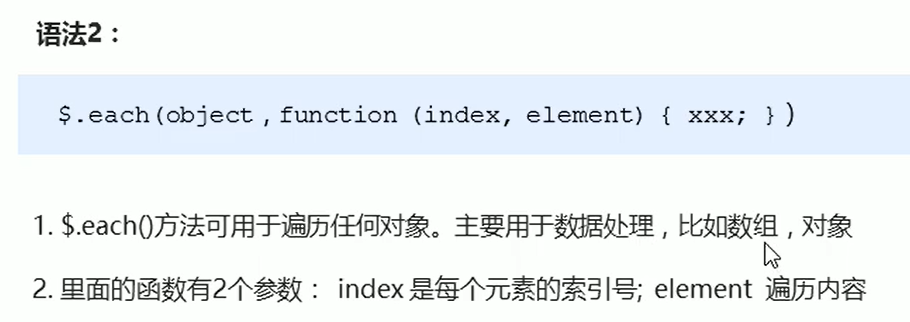 语法2：
$.each(object，function (index, element) { xxx; })
1. $.each()方法可用于遍历任何对象。主要用于数据处理，比如数组，对象
2. 里面的函数有2个参数： index 是每个元素的索引号; element 遍历内容